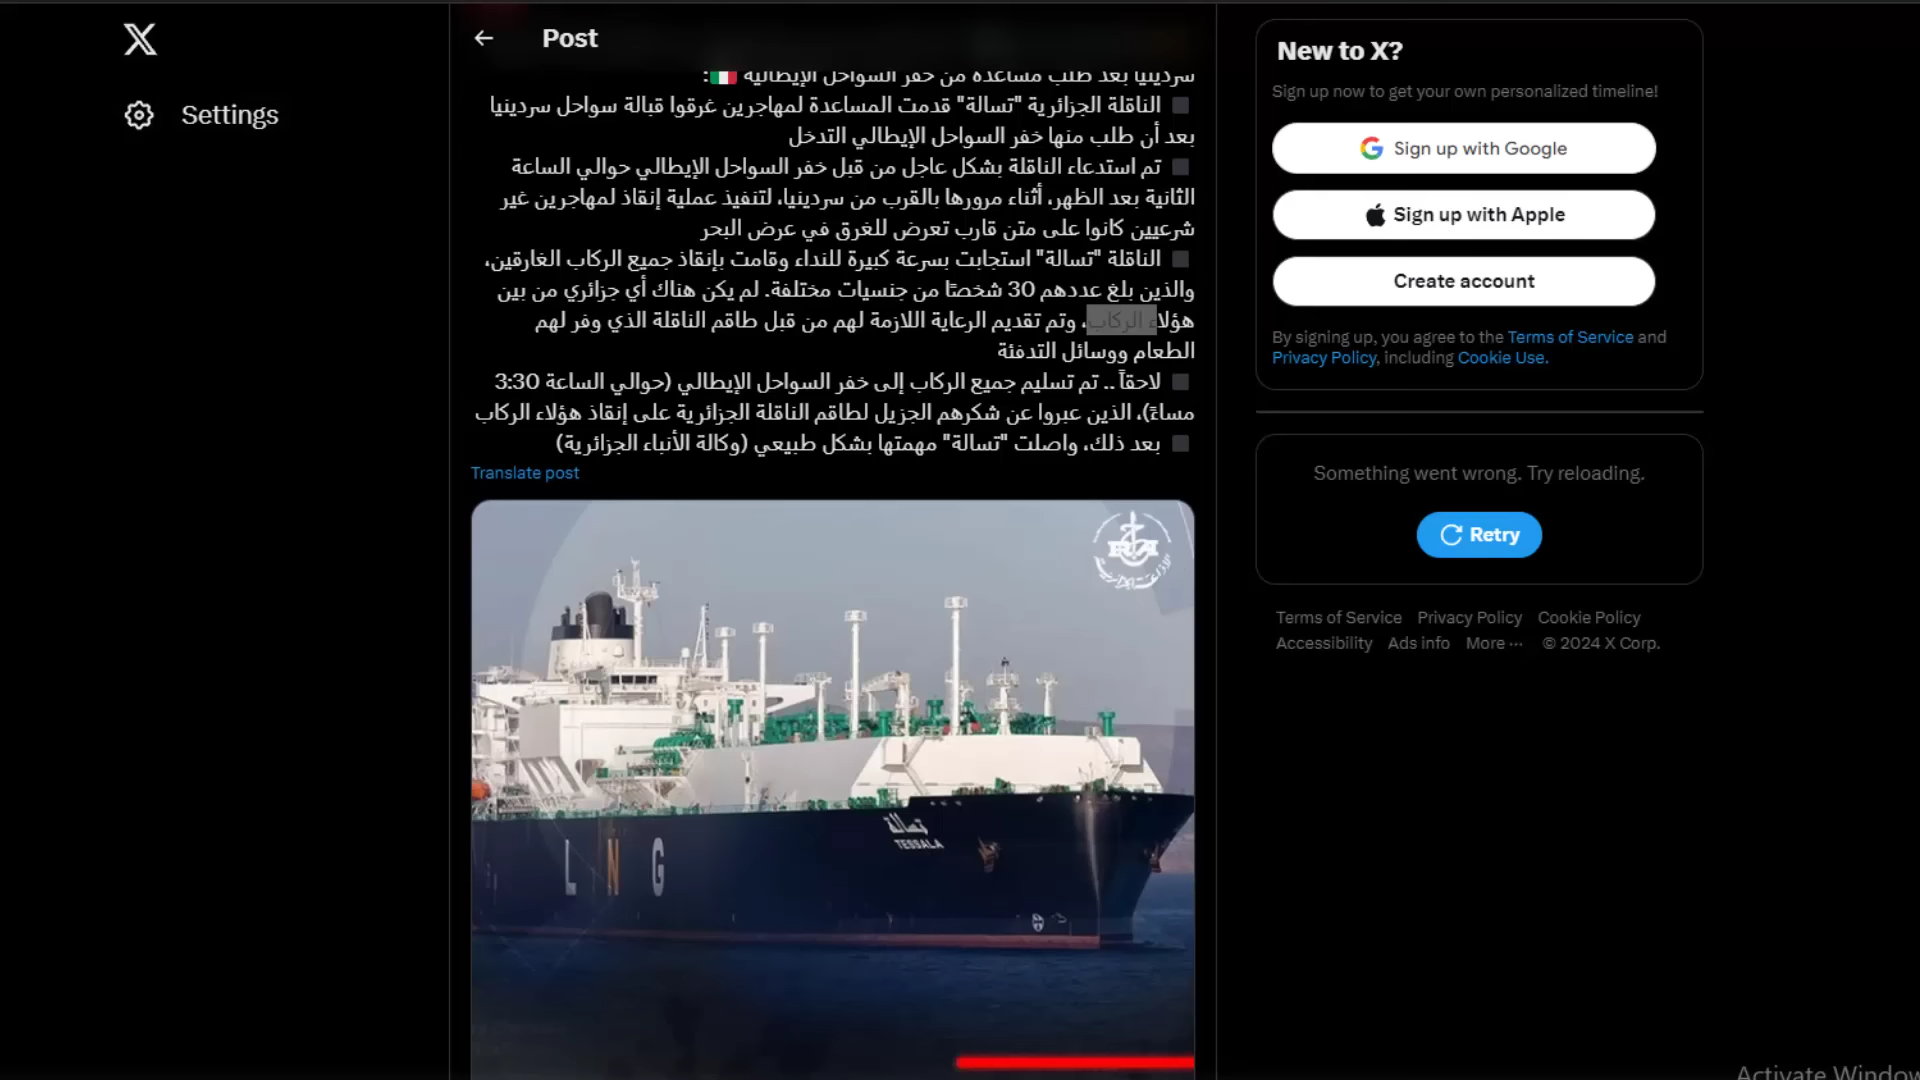 Post
Settings
سردينيا بعد طلب مساعدة من خفر السواحل الإيطالية 🇮🇹:
◼️ الناقلة الجزائرية "تسالة" قدمت المساعدة لمهاجرين غرقوا قبالة سواحل سردينيا
بعد أن طلب منها خفر السواحل الإيطالي التدخل
◼️ تم استدعاء الناقلة بشكل عاجل من قبل خفر السواحل الإيطالي حوالي الساعة
الثانية بعد الظهر، أثناء مرورها بالقرب من سردينيا، لتنفيذ عملية إنقاذ لمهاجرين غير
شرعيين كانوا على متن قارب تعرض للغرق في عرض البحر
◼️ الناقلة "تسالة" استجابت بسرعة كبيرة للنداء وقامت بإنقاذ جميع الركاب الغارقين،
والذين بلغ عددهم 30 شخصًا من جنسيات مختلفة. لم يكن هناك أي جزائري من بين
هؤلاء الركاب، وتم تقديم الرعاية اللازمة لهم من قبل طاقم الناقلة الذي وفر لهم
الطعام ووسائل التدفئة
◼️ لاحقاً .. تم تسليم جميع الركاب إلى خفر السواحل الإيطالي (حوالي الساعة 3:30
مساءً)، الذين عبروا عن شكرهم الجزيل لطاقم الناقلة الجزائرية على إنقاذ هؤلاء الركاب
◼️ بعد ذلك، واصلت "تسالة" مهمتها بشكل طبيعي (وكالة الأنباء الجزائرية)
Translate post
تسالة
TESSALA
LNG
New to X?
Sign up now to get your own personalized timeline!
Sign up with Google
Sign up with Apple
Create account
By signing up, you agree to the Terms of Service and
Privacy Policy, including Cookie Use.
Something went wrong. Try reloading.
Retry
Terms of Service Privacy Policy Cookie Policy
Accessibility Ads info More ··· © 2024 X Corp.